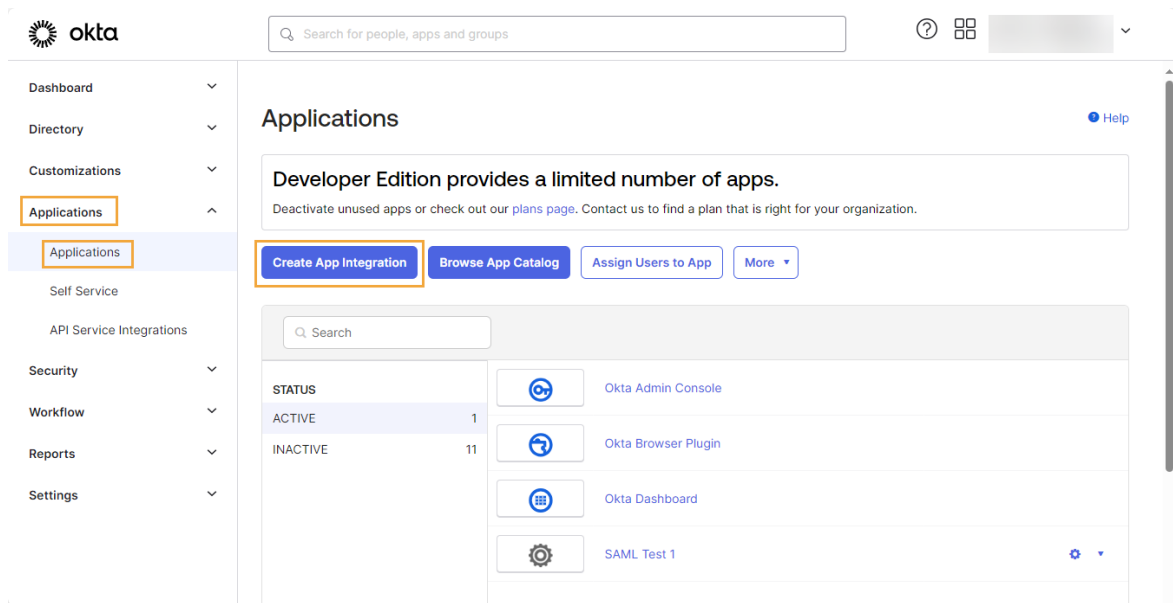 okta
Search for people, apps and groups
Dashboard
Directory
Customizations
Applications
Applications
Self Service
API Service Integrations
Security
Workflow
Reports
Settings
Applications
Help
Developer Edition provides a limited number of apps.
Deactivate unused apps or check out our plans page. Contact us to find a plan that is right for your organization.
Create App Integration
Browse App Catalog
Assign Users to App
More
Search
STATUS
ACTIVE 1
INACTIVE 11
Okta Admin Console
Okta Browser Plugin
Okta Dashboard
SAML Test 1